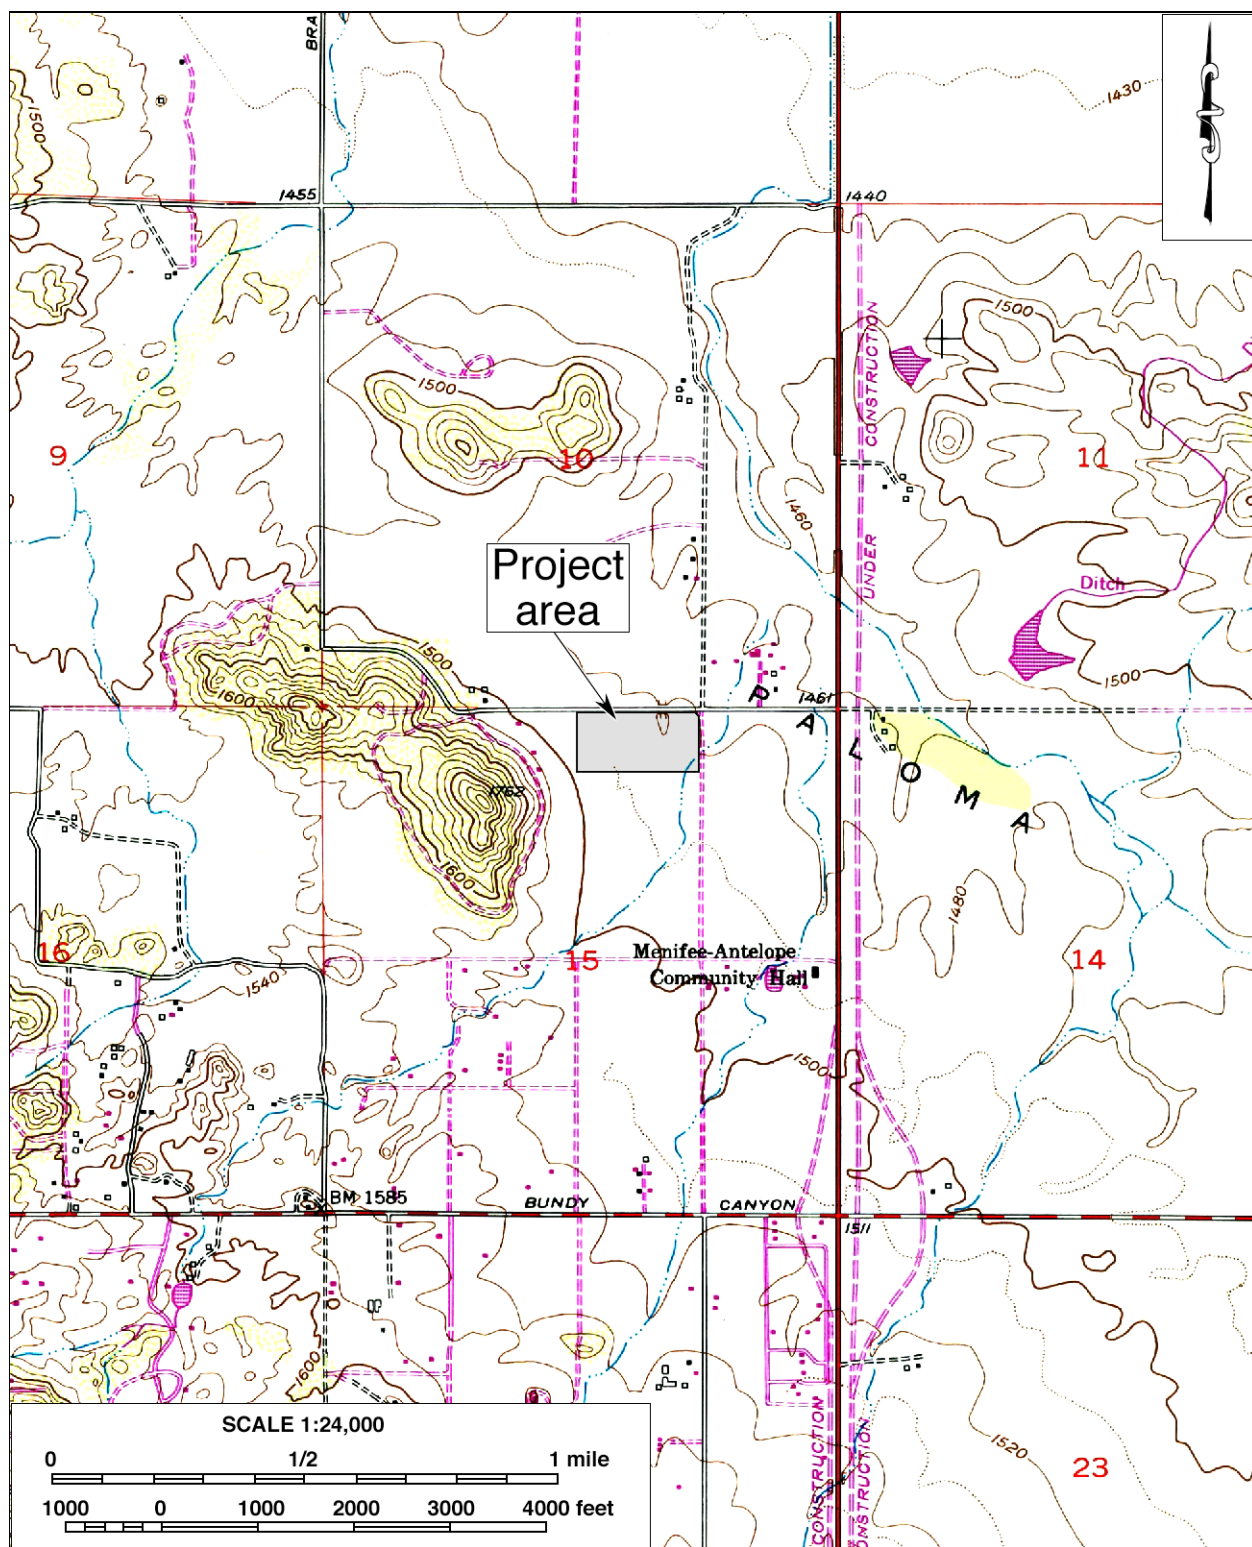 BRA
1500
1430
1455
1440
1500
CONSTRUCTION
1500
9
10
11
1460
UNDER
Project
area
Ditch
1500
1500
1600
1461
PALOMA
1762
1600
1480
16
15
Menifee-Antelope
Community Hall
14
1540
1500
BM 1585
BUNDY CANYON
1511
1600
CONSTRUCTION
CONSTRUCTION
1520
23
SCALE 1:24,000
0 1/2 1 mile
1000 0 1000 2000 3000 4000 feet